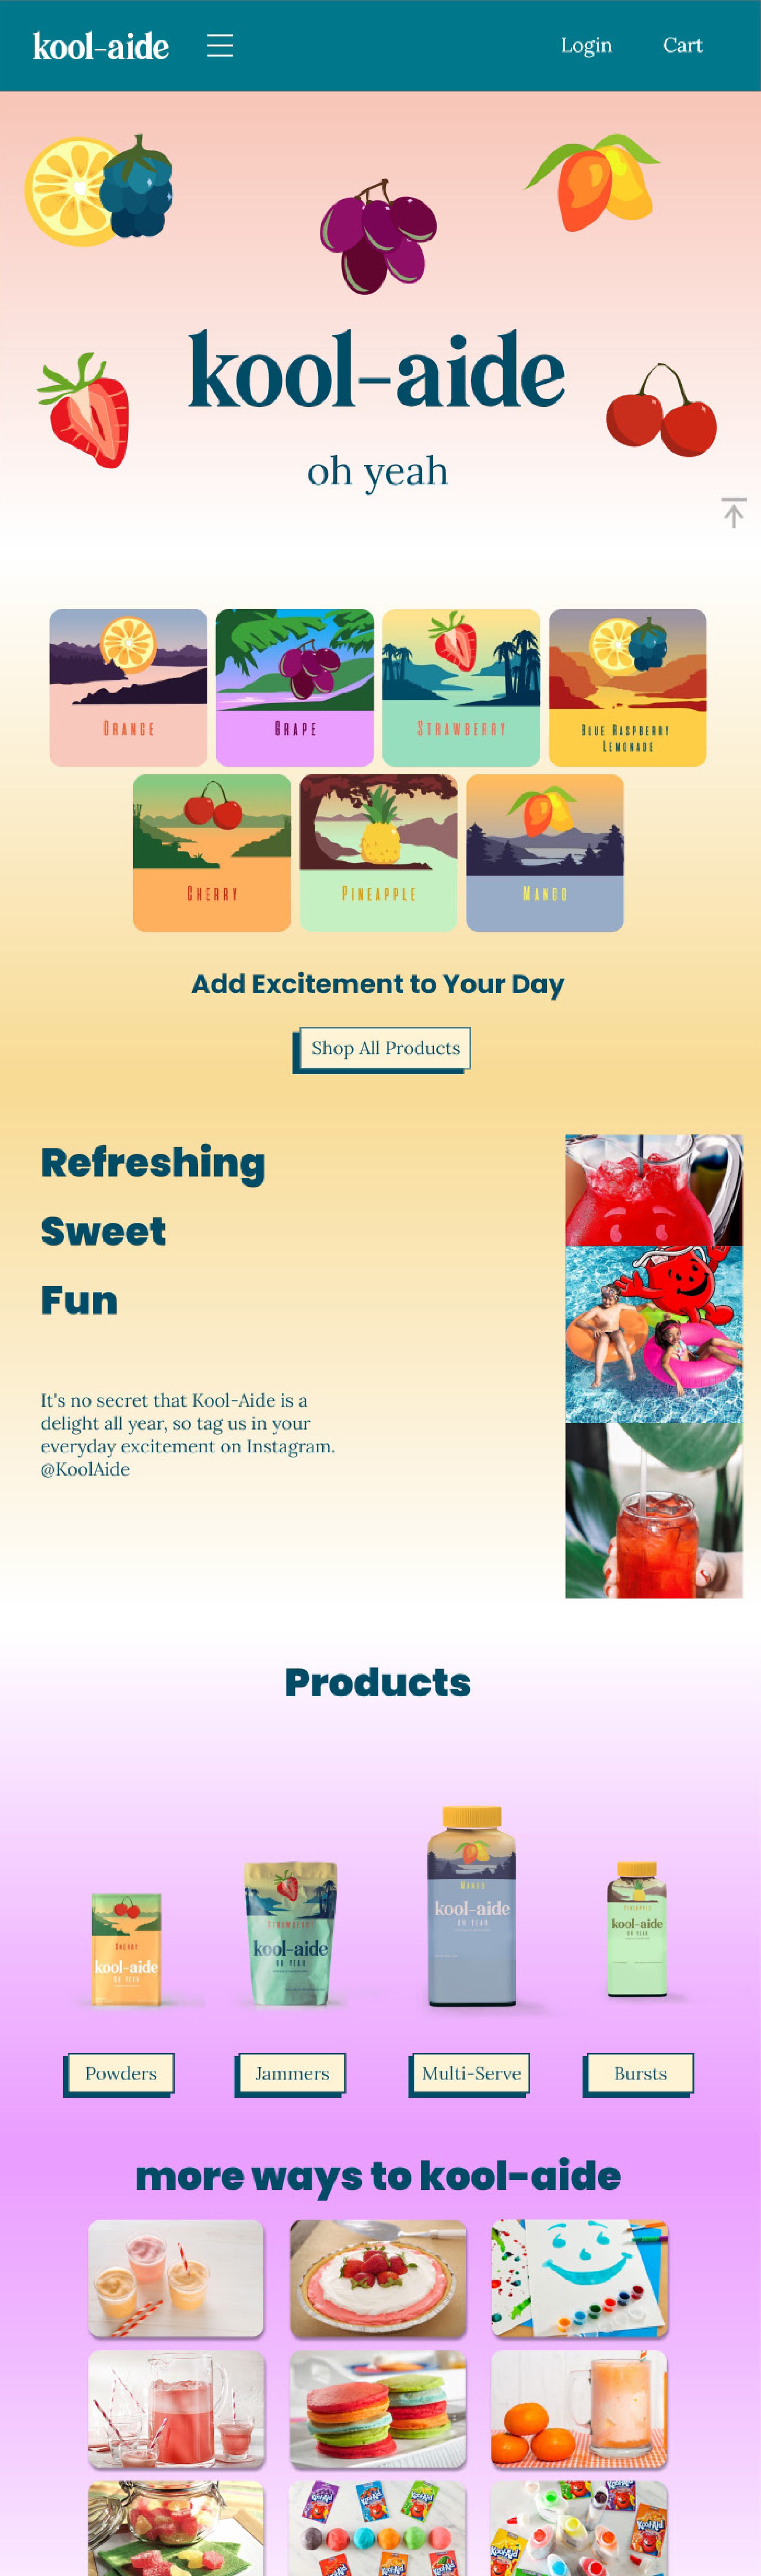 kool-aide
Login
Cart
kool-aide
oh yeah
ORANGE
GRAPE
STRAWBERRY
BLUE RASPBERRY
LEMONADE
CHERRY
PINEAPPLE
MANGO
Add Excitement to Your Day
Shop All Products
Refreshing
Sweet
Fun
It's no secret that Kool-Aide is a
delight all year, so tag us in your
everyday excitement on Instagram.
@KoolAide
Products
CHERRY
kool-aide
OH YEAH
STRAWBERRY
kool-aide
OH YEAH
MANGO
kool-aide
OH YEAH
PINEAPPLE
kool-aide
OH YEAH
Powders
Jammers
Multi-Serve
Bursts
more ways to kool-aide